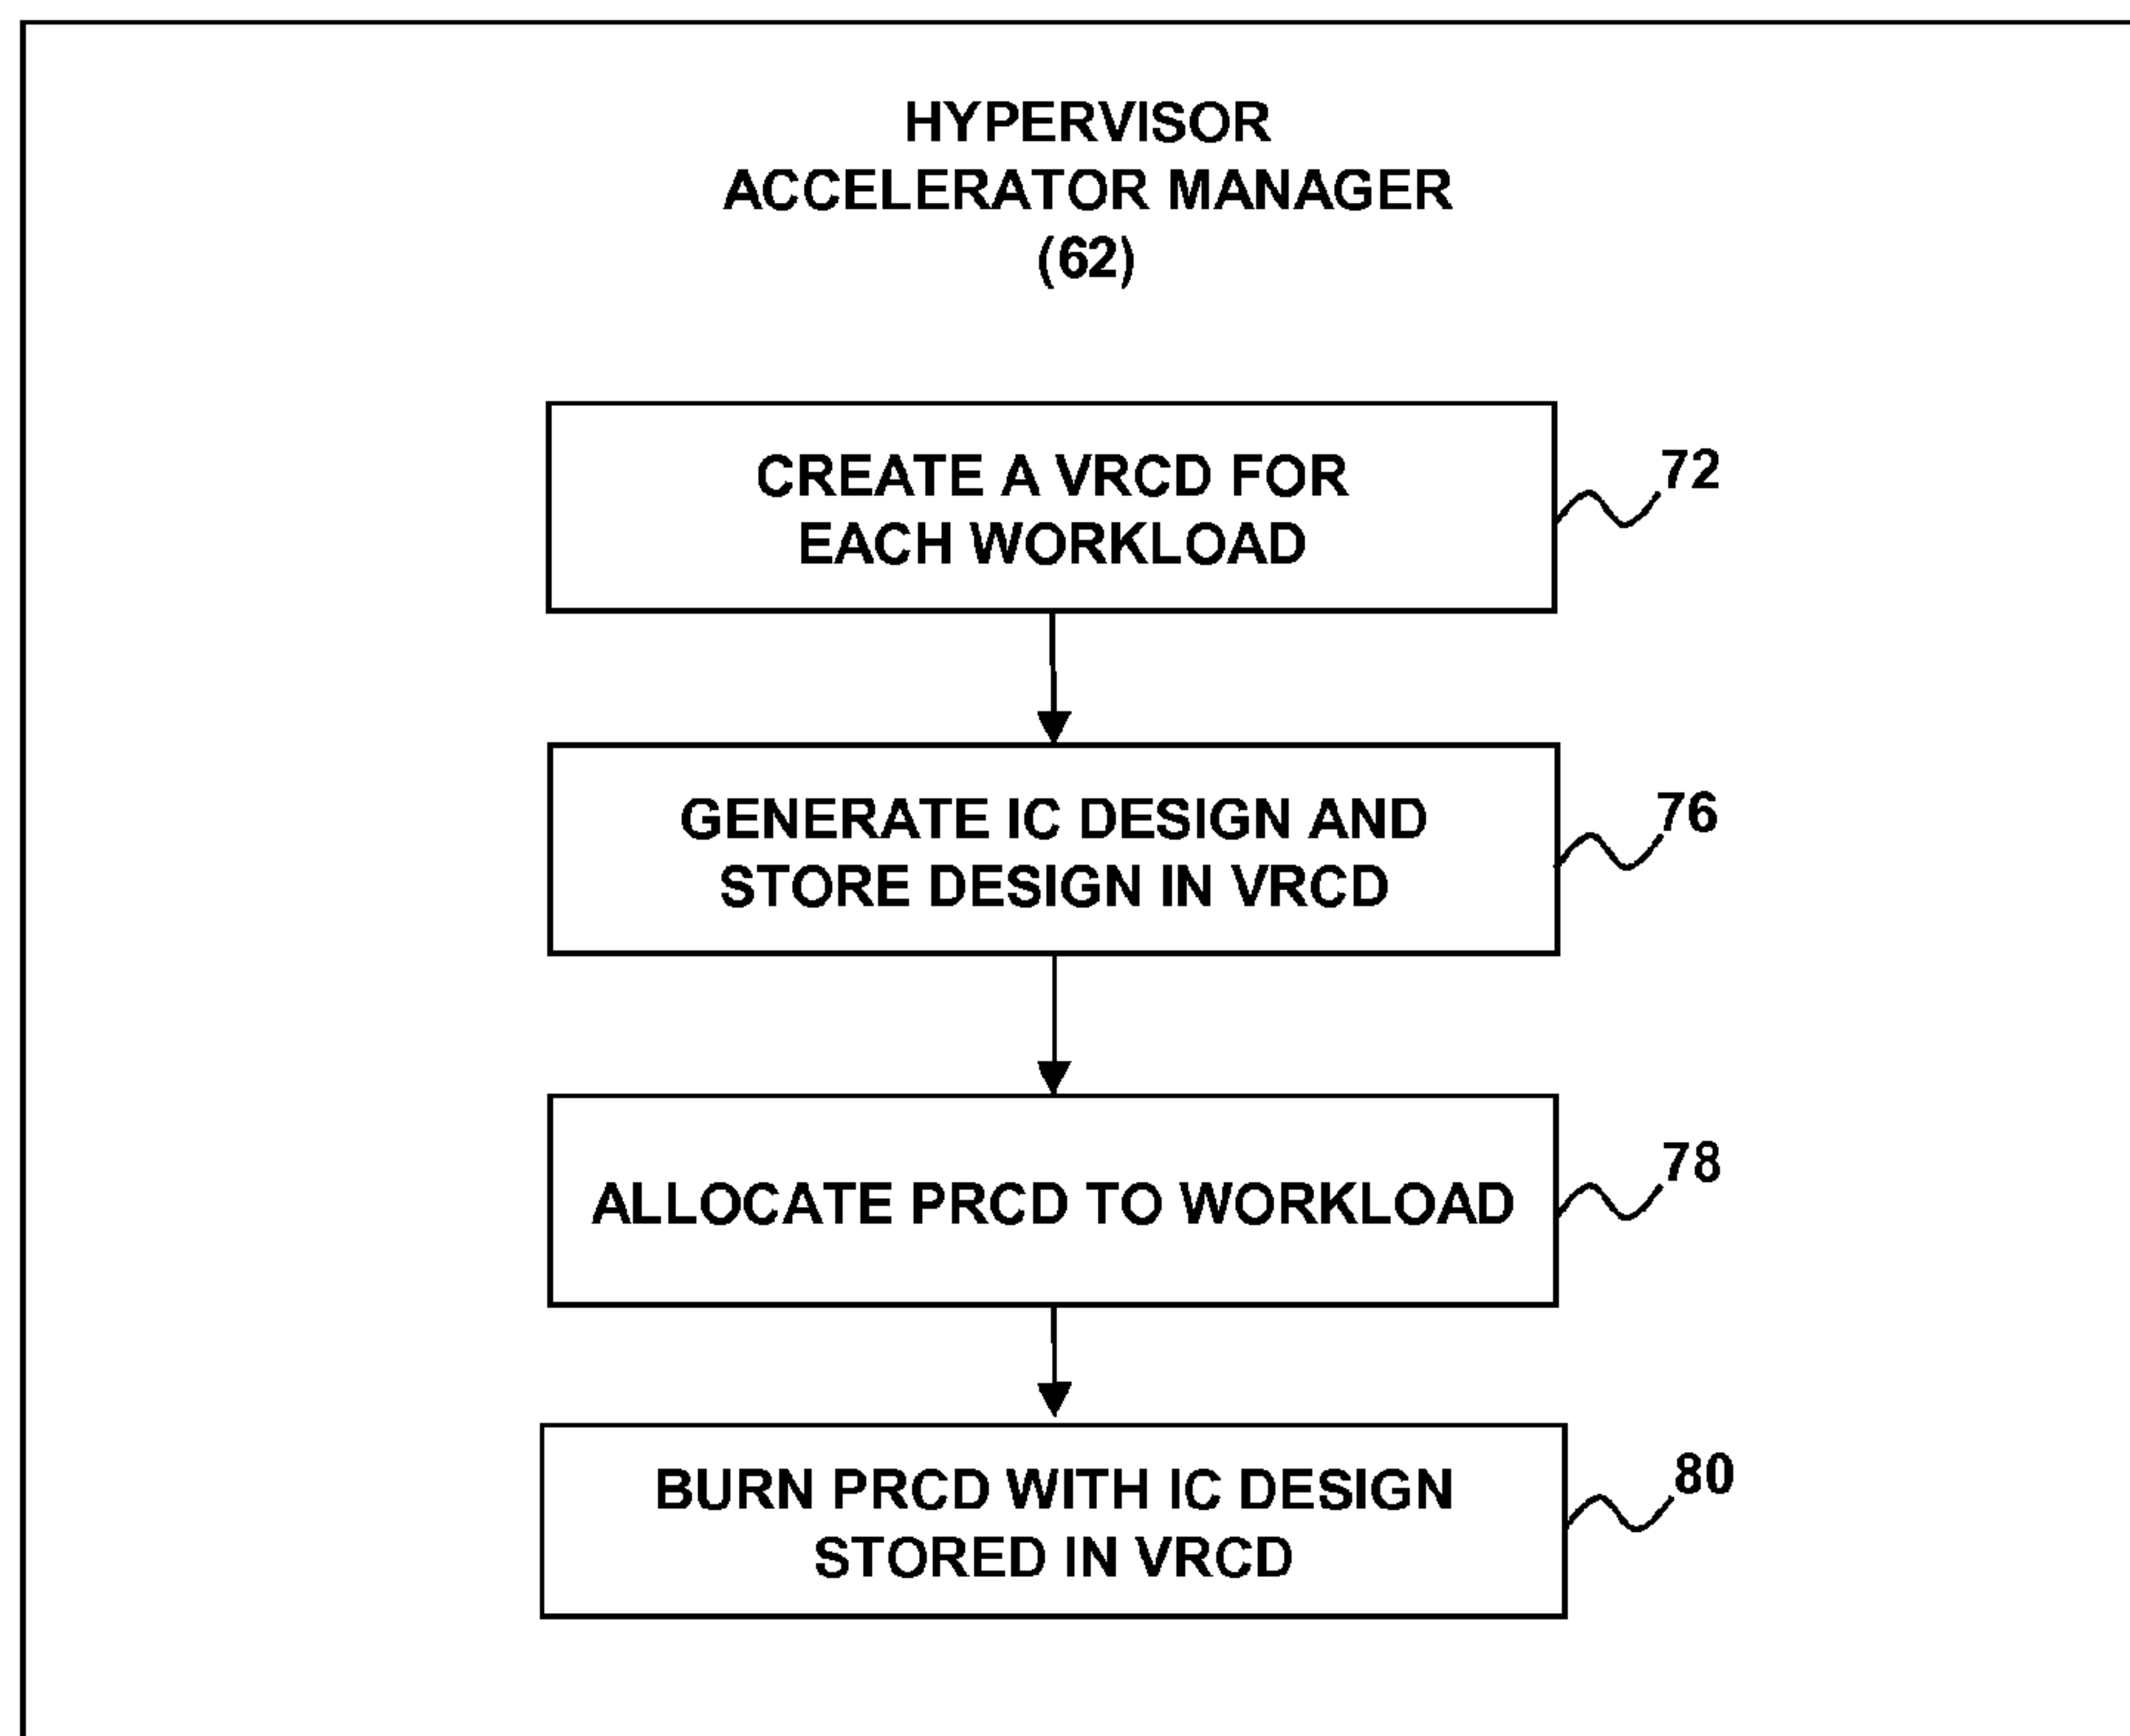 HYPERVISOR
ACCELERATOR MANAGER
(62)
CREATE A VRCD FOR
EACH WORKLOAD
72
GENERATE IC DESIGN AND
STORE DESIGN IN VRCD
76
ALLOCATE PRCD TO WORKLOAD
78
BURN PRCD WITH IC DESIGN
STORED IN VRCD
80